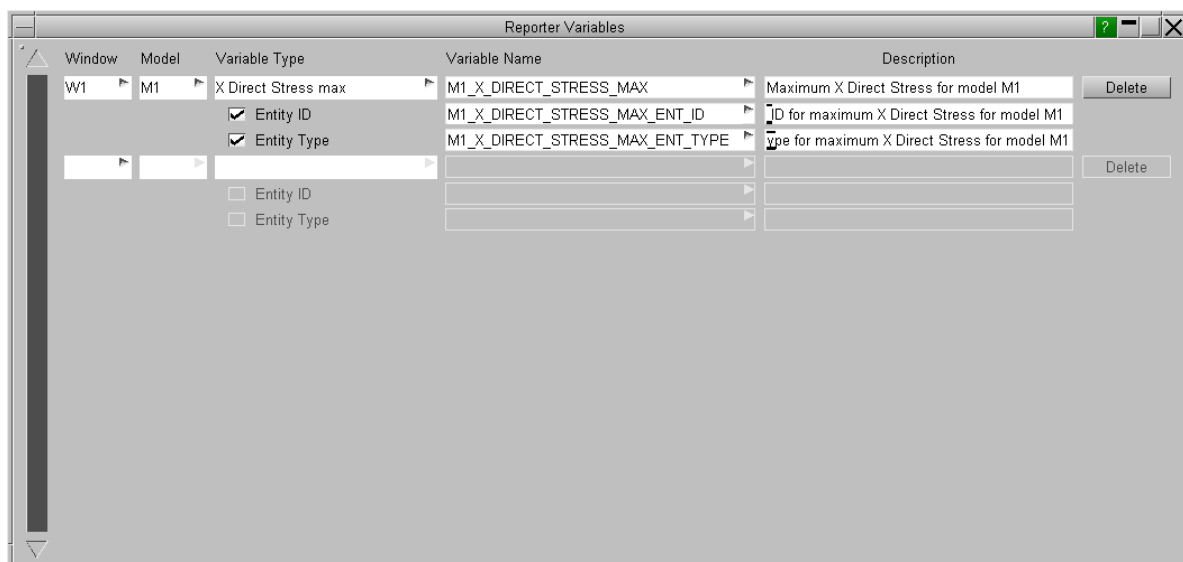 Reporter Variables ?
Window Model Variable Type Variable Name Description
W1 M1 X Direct Stress max M1_X_DIRECT_STRESS_MAX Maximum X Direct Stress for model M1 Delete
Entity ID M1_X_DIRECT_STRESS_MAX_ENT_ID ID for maximum X Direct Stress for model M1
Entity Type M1_X_DIRECT_STRESS_MAX_ENT_TYPE ype for maximum X Direct Stress for model M1
Delete
Entity ID
Entity Type